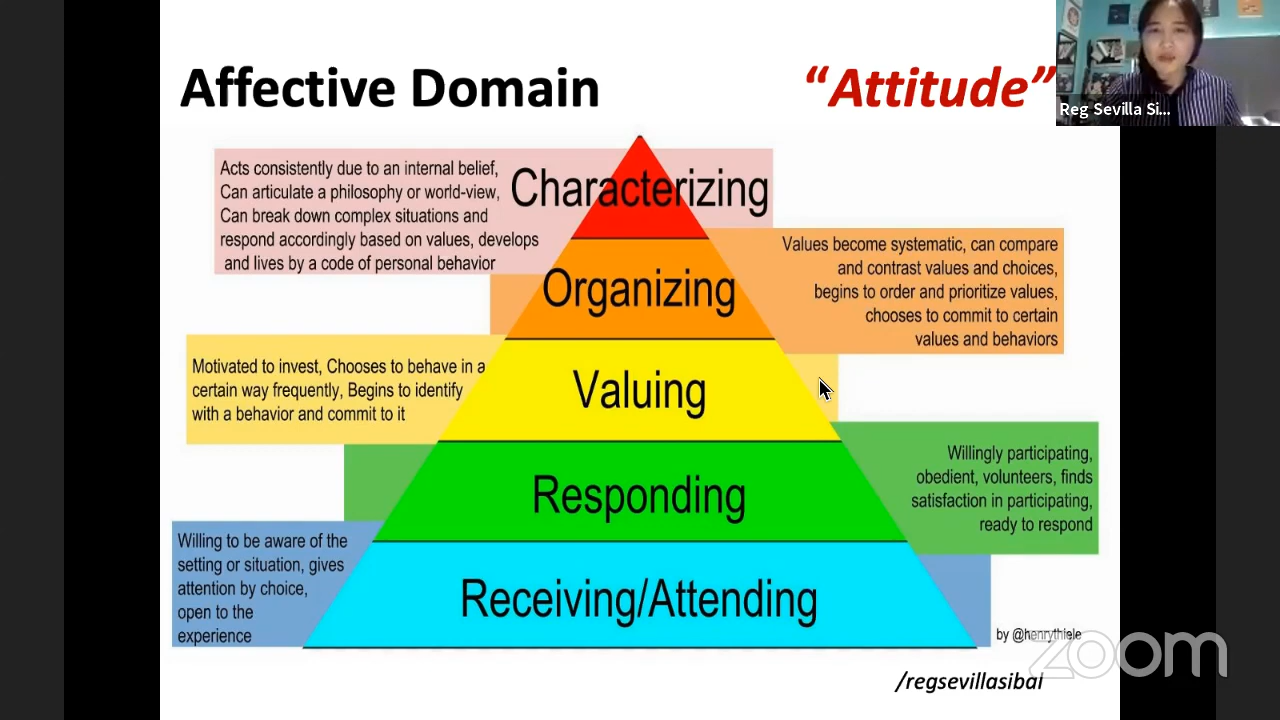 Affective Domain
“Attitude”
Reg Sevilla Si...
Acts consistently due to an internal belief,
Can articulate a philosophy or world-view,
Can break down complex situations and
respond accordingly based on values, develops
and lives by a code of personal behavior
Characterizing
Values become systematic, can compare
and contrast values and choices,
begins to order and prioritize values,
chooses to commit to certain
values and behaviors
Organizing
Motivated to invest, Chooses to behave in a
certain way frequently, Begins to identify
with a behavior and commit to it
Valuing
Willingly participating,
obedient, volunteers, finds
satisfaction in participating,
ready to respond
Responding
Willing to be aware of the
setting or situation, gives
attention by choice,
open to the
experience
Receiving/Attending
by @henrythiele
zoom
/regsevillasibal